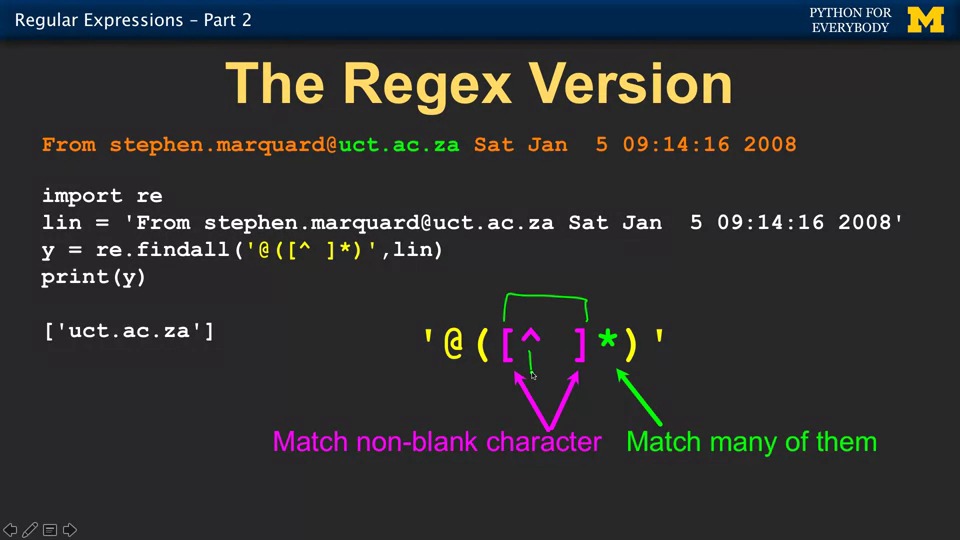 Regular Expressions – Part 2
PYTHON FOR
EVERYBODY
The Regex Version
From stephen.marquard@uct.ac.za Sat Jan  5 09:14:16 2008
import re
lin = 'From stephen.marquard@uct.ac.za Sat Jan  5 09:14:16 2008'
y = re.findall('@([^ ]*)',lin)
print(y)
['uct.ac.za']
'@([^ ]*)'
Match non-blank character
Match many of them